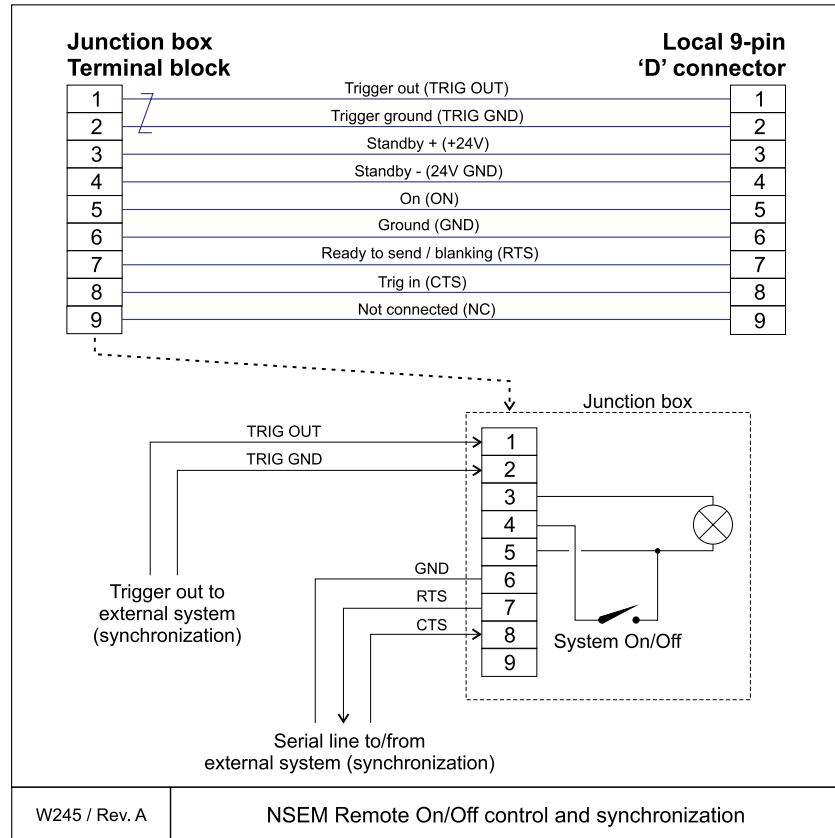 Junction box
Terminal block
Local 9-pin
‘D’ connector
1 Trigger out (TRIG OUT) 1
2 Trigger ground (TRIG GND) 2
3 Standby + (+24V) 3
4 Standby - (24V GND) 4
5 On (ON) 5
6 Ground (GND) 6
7 Ready to send / blanking (RTS) 7
8 Trig in (CTS) 8
9 Not connected (NC) 9
Junction box
TRIG OUT 1
TRIG GND 2
3
4
5
GND 6
RTS 7
CTS 8
9
System On/Off
Trigger out to
external system
(synchronization)
Serial line to/from
external system (synchronization)
W245 / Rev. A
NSEM Remote On/Off control and synchronization